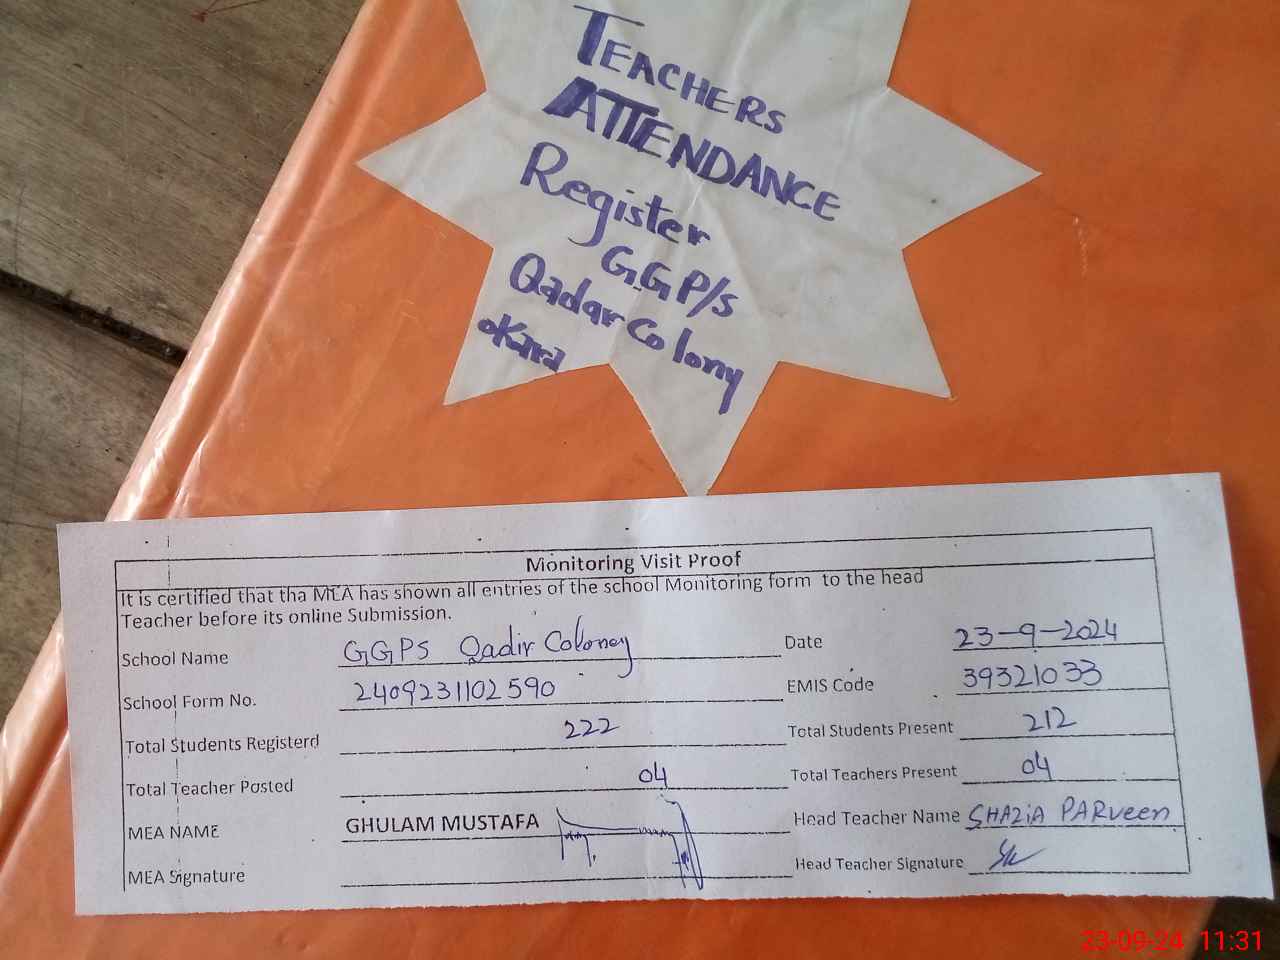 TEACHERS
ATTENDANCE
Register
G.G.P/s
Qadar Colony
okara
Monitoring Visit Proof
It is certified that tha MEA has shown all entries of the school Monitoring form to the head
Teacher before its online Submission.
School Name GGPS Qadir Coloney Date 23-9-2024
School Form No. 2409231102590 EMIS Code 39321033
Total Students Registerd 222 Total Students Present 212
Total Teacher Posted 04 Total Teachers Present 04
MEA NAME GHULAM MUSTAFA Head Teacher Name SHAZiA PARveen
MEA Signature Head Teacher Signature
23-09-24 11:31